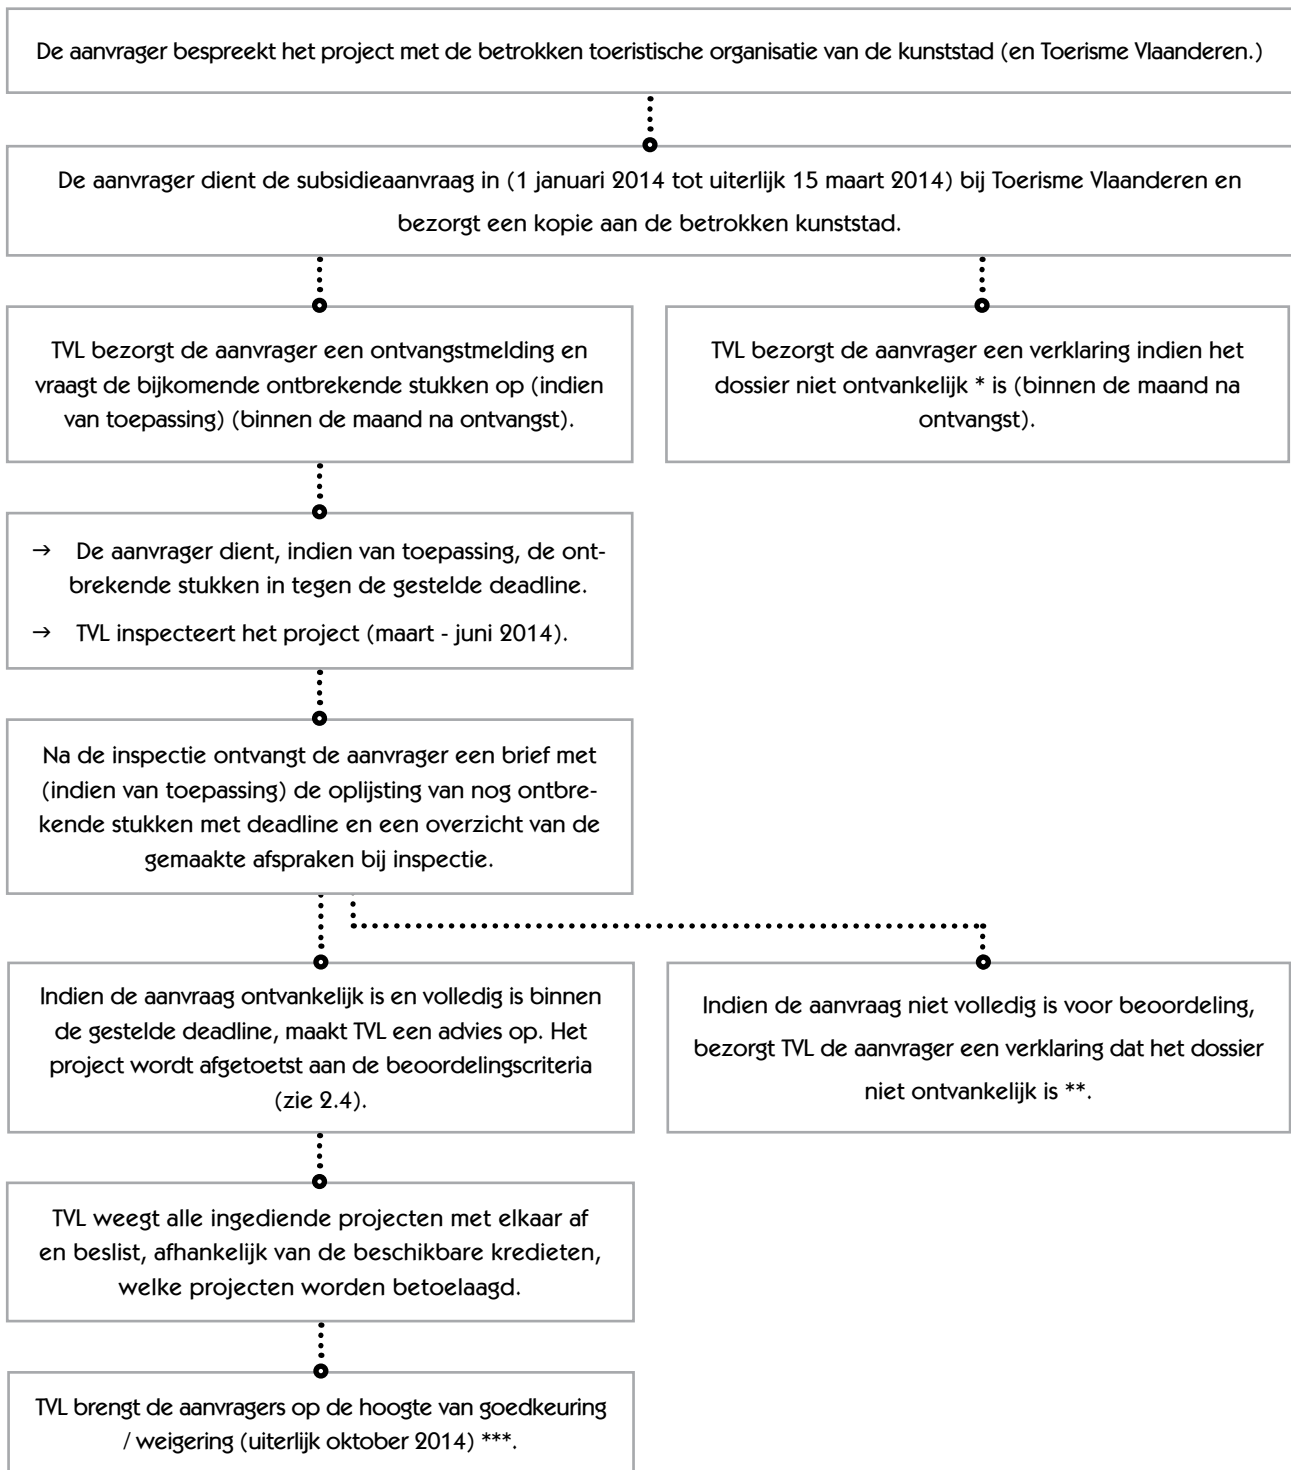 De aanvrager bespreekt het project met de betrokken toeristische organisatie van de kunststad (en Toerisme Vlaanderen.)
De aanvrager dient de subsidieaanvraag in (1 januari 2014 tot uiterlijk 15 maart 2014) bij Toerisme Vlaanderen en
bezorgt een kopie aan de betrokken kunststad.
TVL bezorgt de aanvrager een ontvangstmelding en
vraagt de bijkomende ontbrekende stukken op (indien
van toepassing) (binnen de maand na ontvangst).
TVL bezorgt de aanvrager een verklaring indien het
dossier niet ontvankelijk * is (binnen de maand na
ontvangst).
→ De aanvrager dient, indien van toepassing, de ont-
brekende stukken in tegen de gestelde deadline.
→ TVL inspecteert het project (maart - juni 2014).
Na de inspectie ontvangt de aanvrager een brief met
(indien van toepassing) de oplijsting van nog ontbre-
kende stukken met deadline en een overzicht van de
gemaakte afspraken bij inspectie.
Indien de aanvraag ontvankelijk is en volledig is binnen
de gestelde deadline, maakt TVL een advies op. Het
project wordt afgetoetst aan de beoordelingscriteria
(zie 2.4).
Indien de aanvraag niet volledig is voor beoordeling,
bezorgt TVL de aanvrager een verklaring dat het dossier
niet ontvankelijk is **.
TVL weegt alle ingediende projecten met elkaar af
en beslist, afhankelijk van de beschikbare kredieten,
welke projecten worden betoelaagd.
TVL brengt de aanvragers op de hoogte van goedkeuring
/ weigering (uiterlijk oktober 2014) ***.